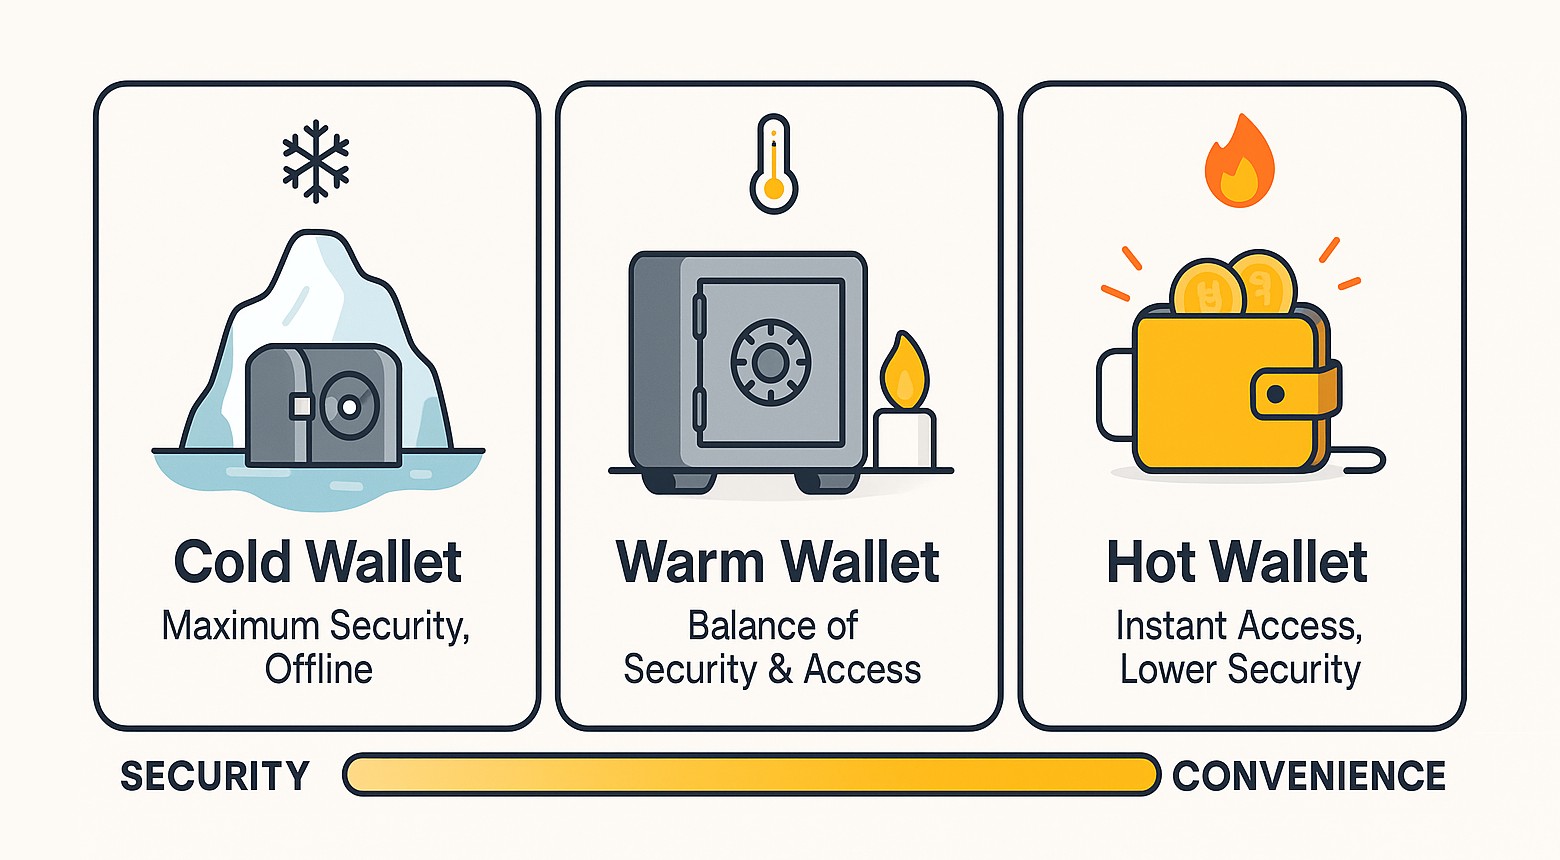 Cold Wallet
Maximum Security,
Offline
Warm Wallet
Balance of
Security & Access
Hot Wallet
Instant Access,
Lower Security
SECURITY
CONVENIENCE